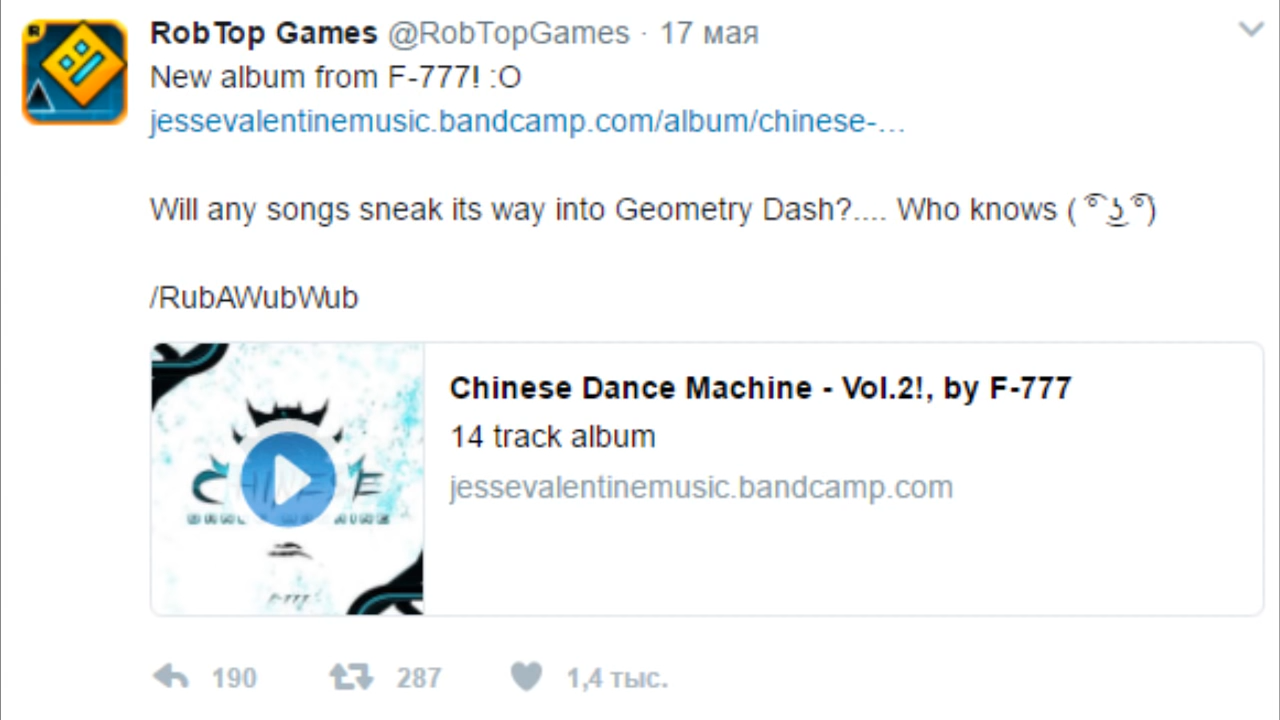 RobTop Games @RobTopGames · 17 мая
New album from F-777! :O
jessevalentinemusic.bandcamp.com/album/chinese-…
Will any songs sneak its way into Geometry Dash?.... Who knows ( ͡° ͜ʖ ͡°)
/RubAWubWub
Chinese Dance Machine - Vol.2!, by F-777
14 track album
jessevalentinemusic.bandcamp.com
CHINESE
F-777
190 287 1,4 тыс.